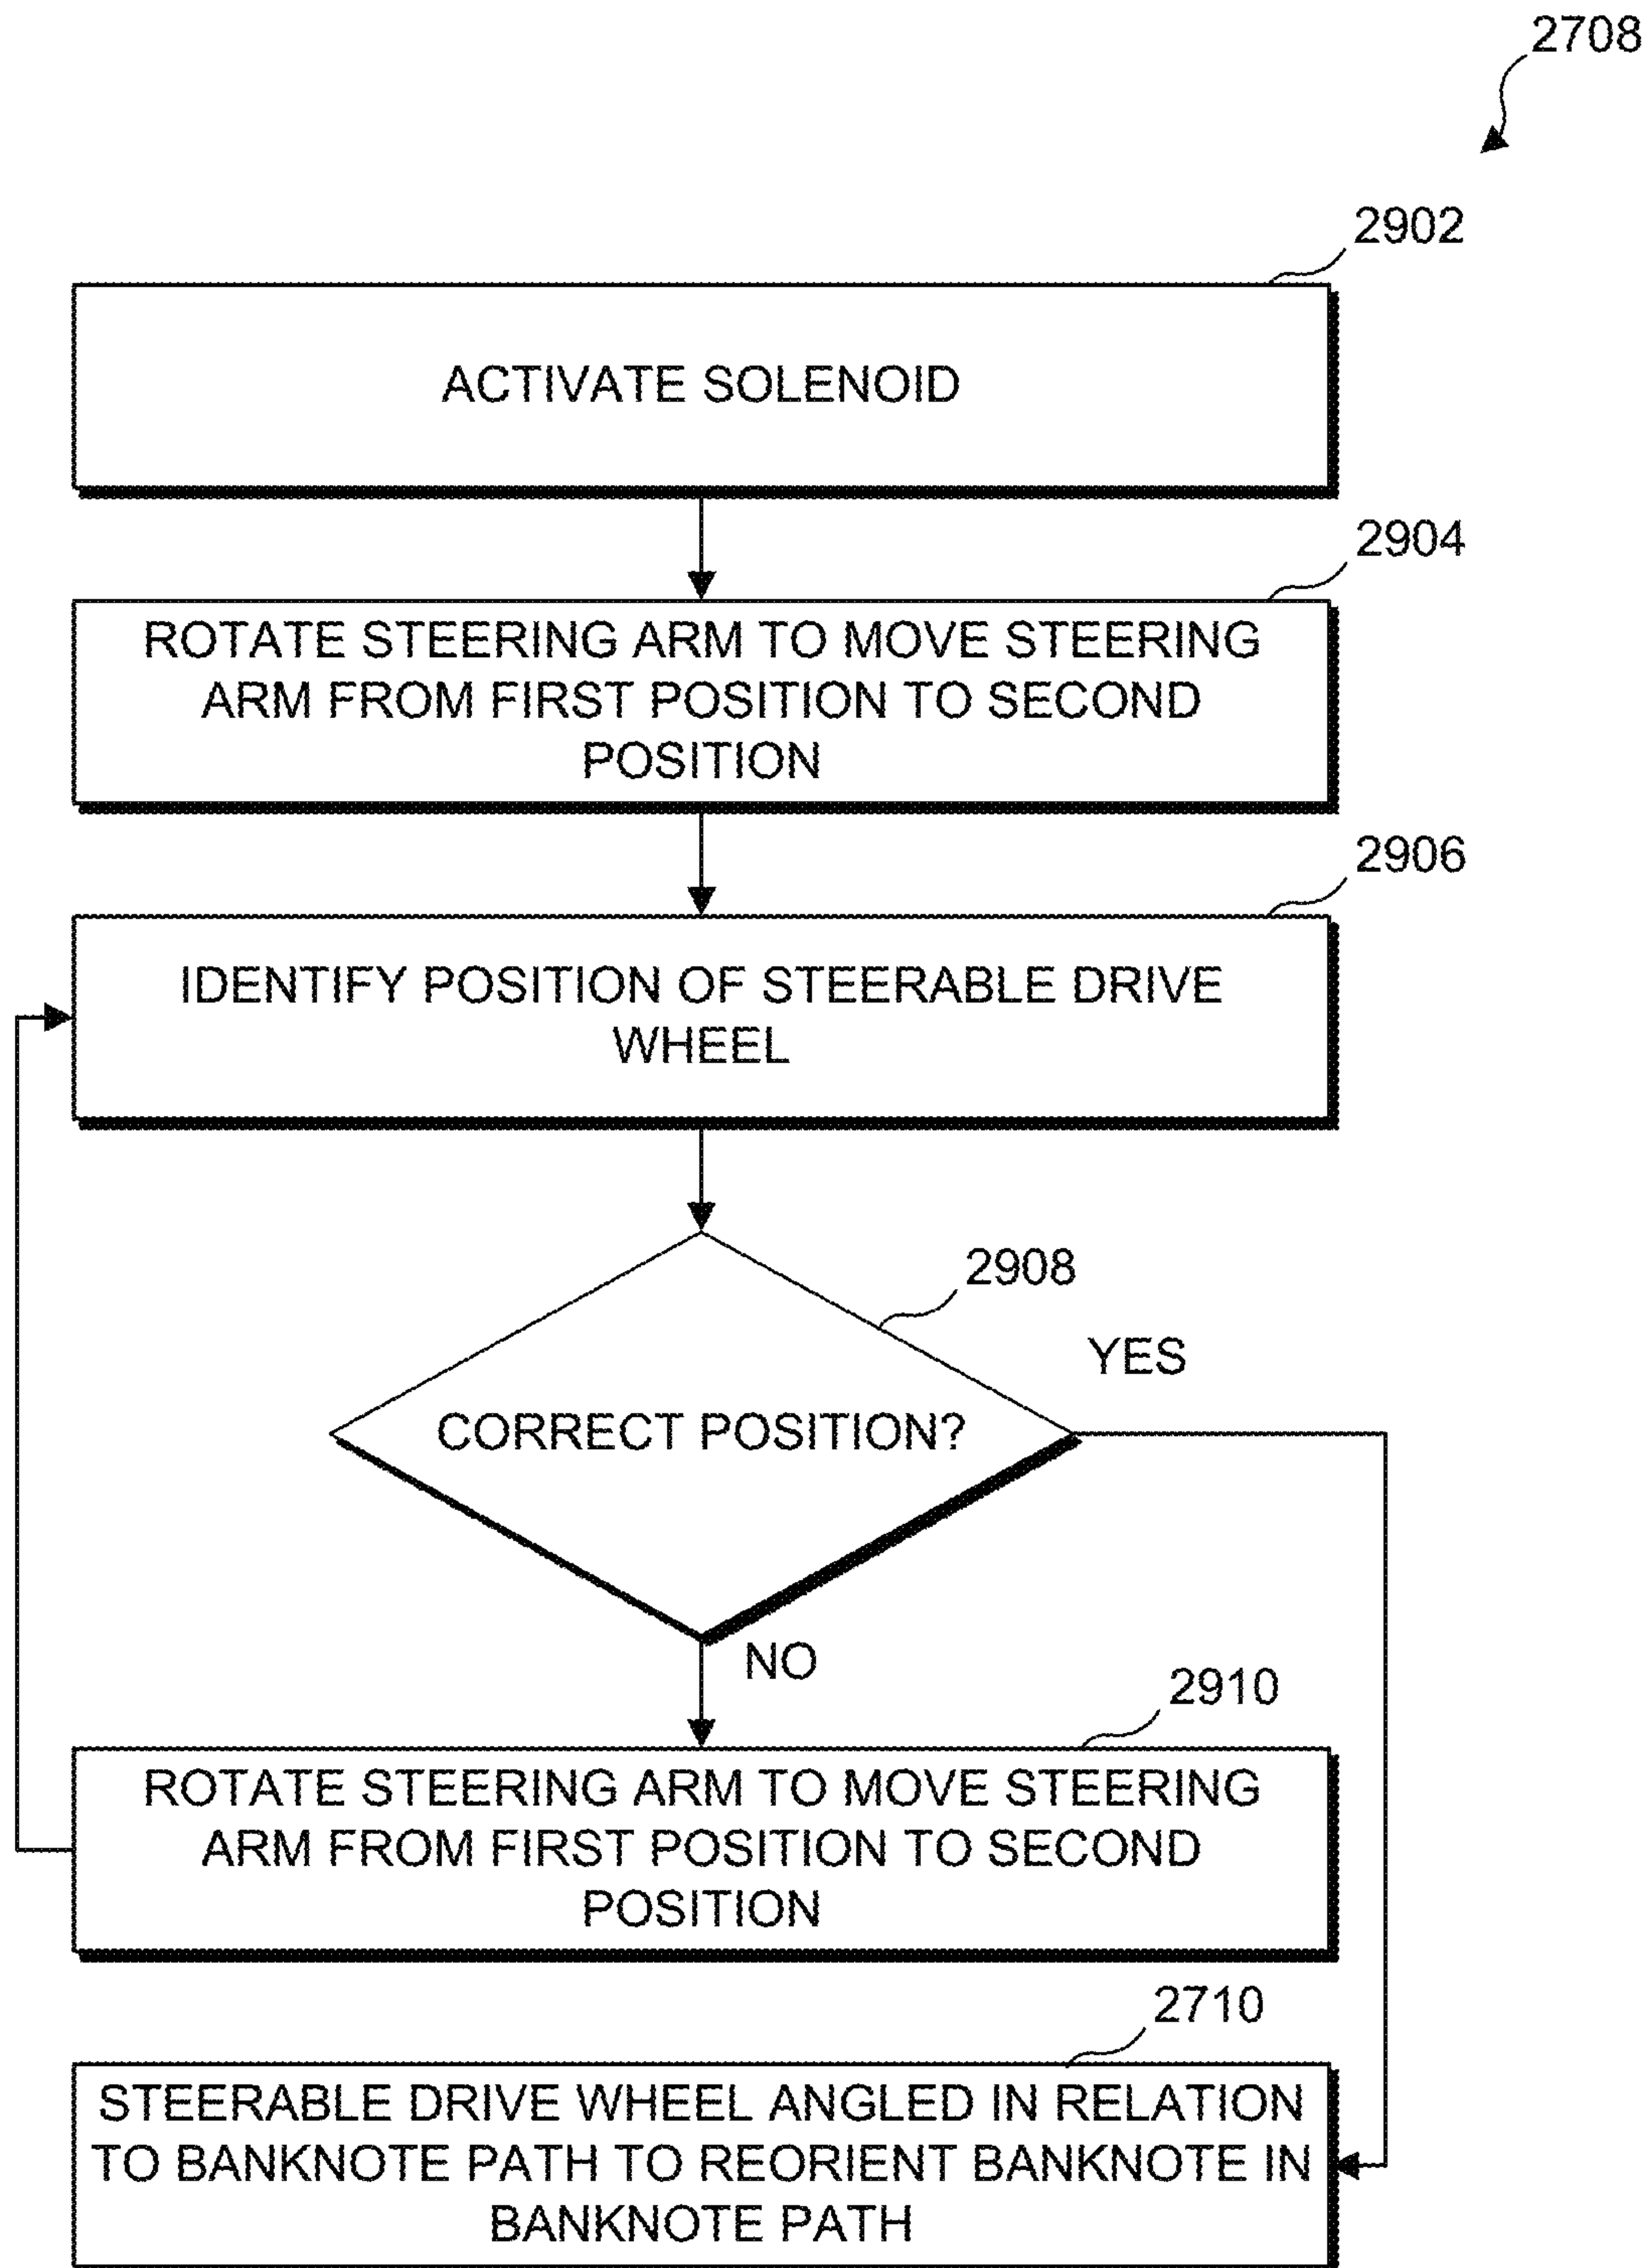 2708
2902
ACTIVATE SOLENOID
2904
ROTATE STEERING ARM TO MOVE STEERING
ARM FROM FIRST POSITION TO SECOND
POSITION
2906
IDENTIFY POSITION OF STEERABLE DRIVE
WHEEL
2908
YES
CORRECT POSITION?
NO
2910
ROTATE STEERING ARM TO MOVE STEERING
ARM FROM FIRST POSITION TO SECOND
POSITION
2710
STEERABLE DRIVE WHEEL ANGLED IN RELATION
TO BANKNOTE PATH TO REORIENT BANKNOTE IN
BANKNOTE PATH